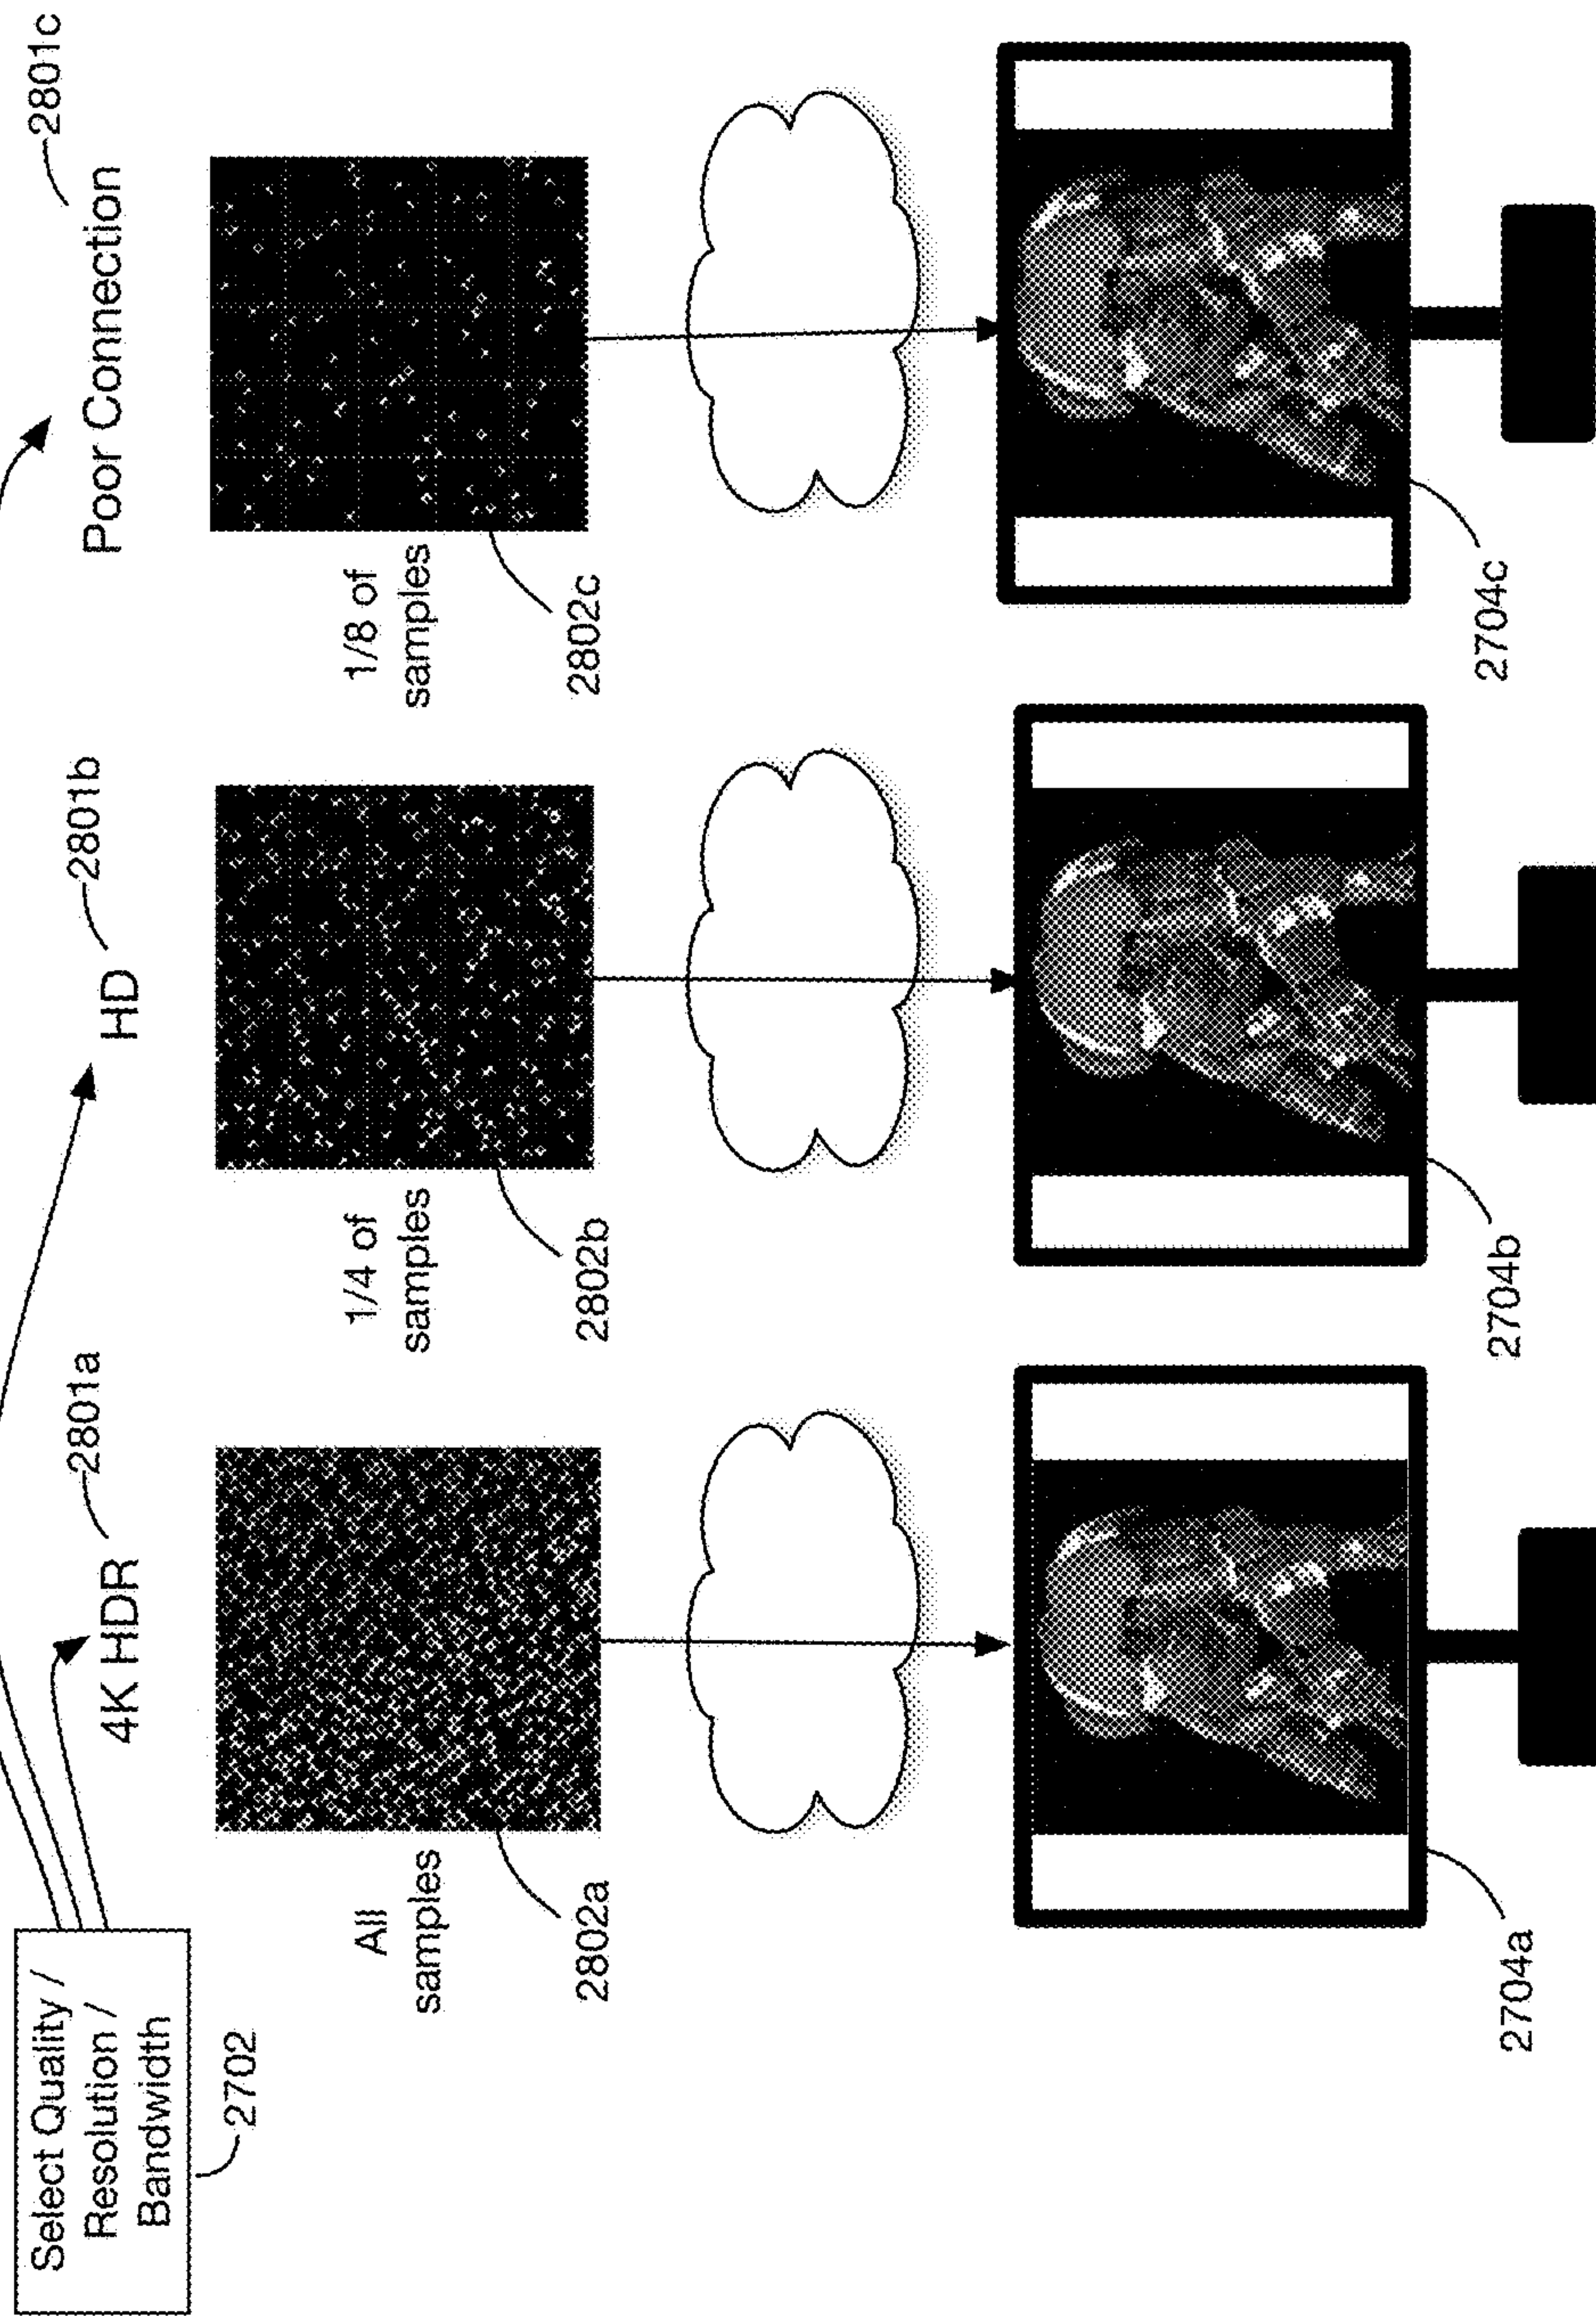 Select Quality /
Resolution /
Bandwidth
2702
4K HDR
2801a
HD
2801b
Poor Connection
2801c
All
samples
2802a
1/4 of
samples
2802b
1/8 of
samples
2802c
2704a
2704b
2704c